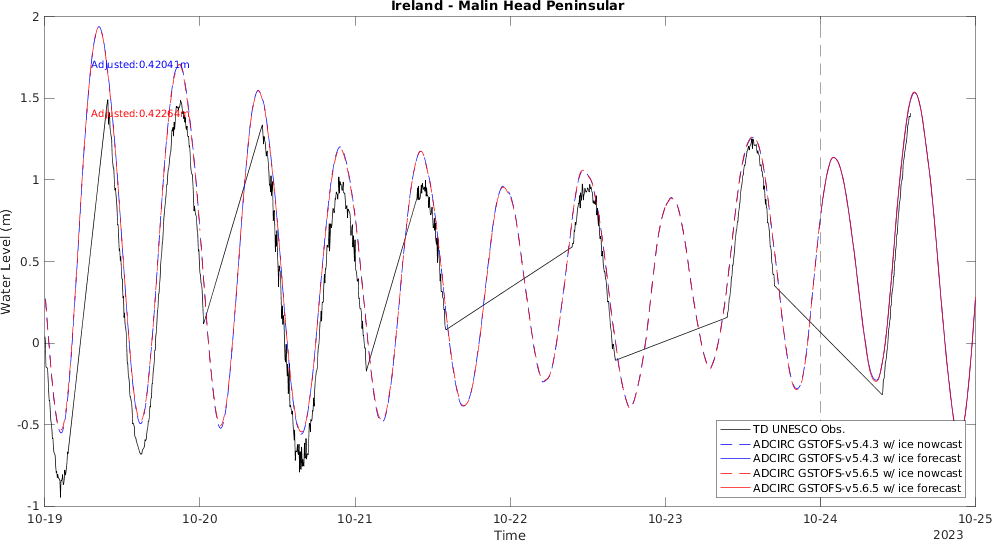 Ireland - Malin Head Peninsular
2
1.5
1
0.5
0
-0.5
-1
Water Level (m)
Adjusted:0.42041m
Adjusted:0.42264m
TD UNESCO Obs.
ADCIRC GSTOFS-v5.4.3 w/ ice nowcast
ADCIRC GSTOFS-v5.4.3 w/ ice forecast
ADCIRC GSTOFS-v5.6.5 w/ ice nowcast
ADCIRC GSTOFS-v5.6.5 w/ ice forecast
10-19 10-20 10-21 10-22 10-23 10-24 10-25
Time
2023